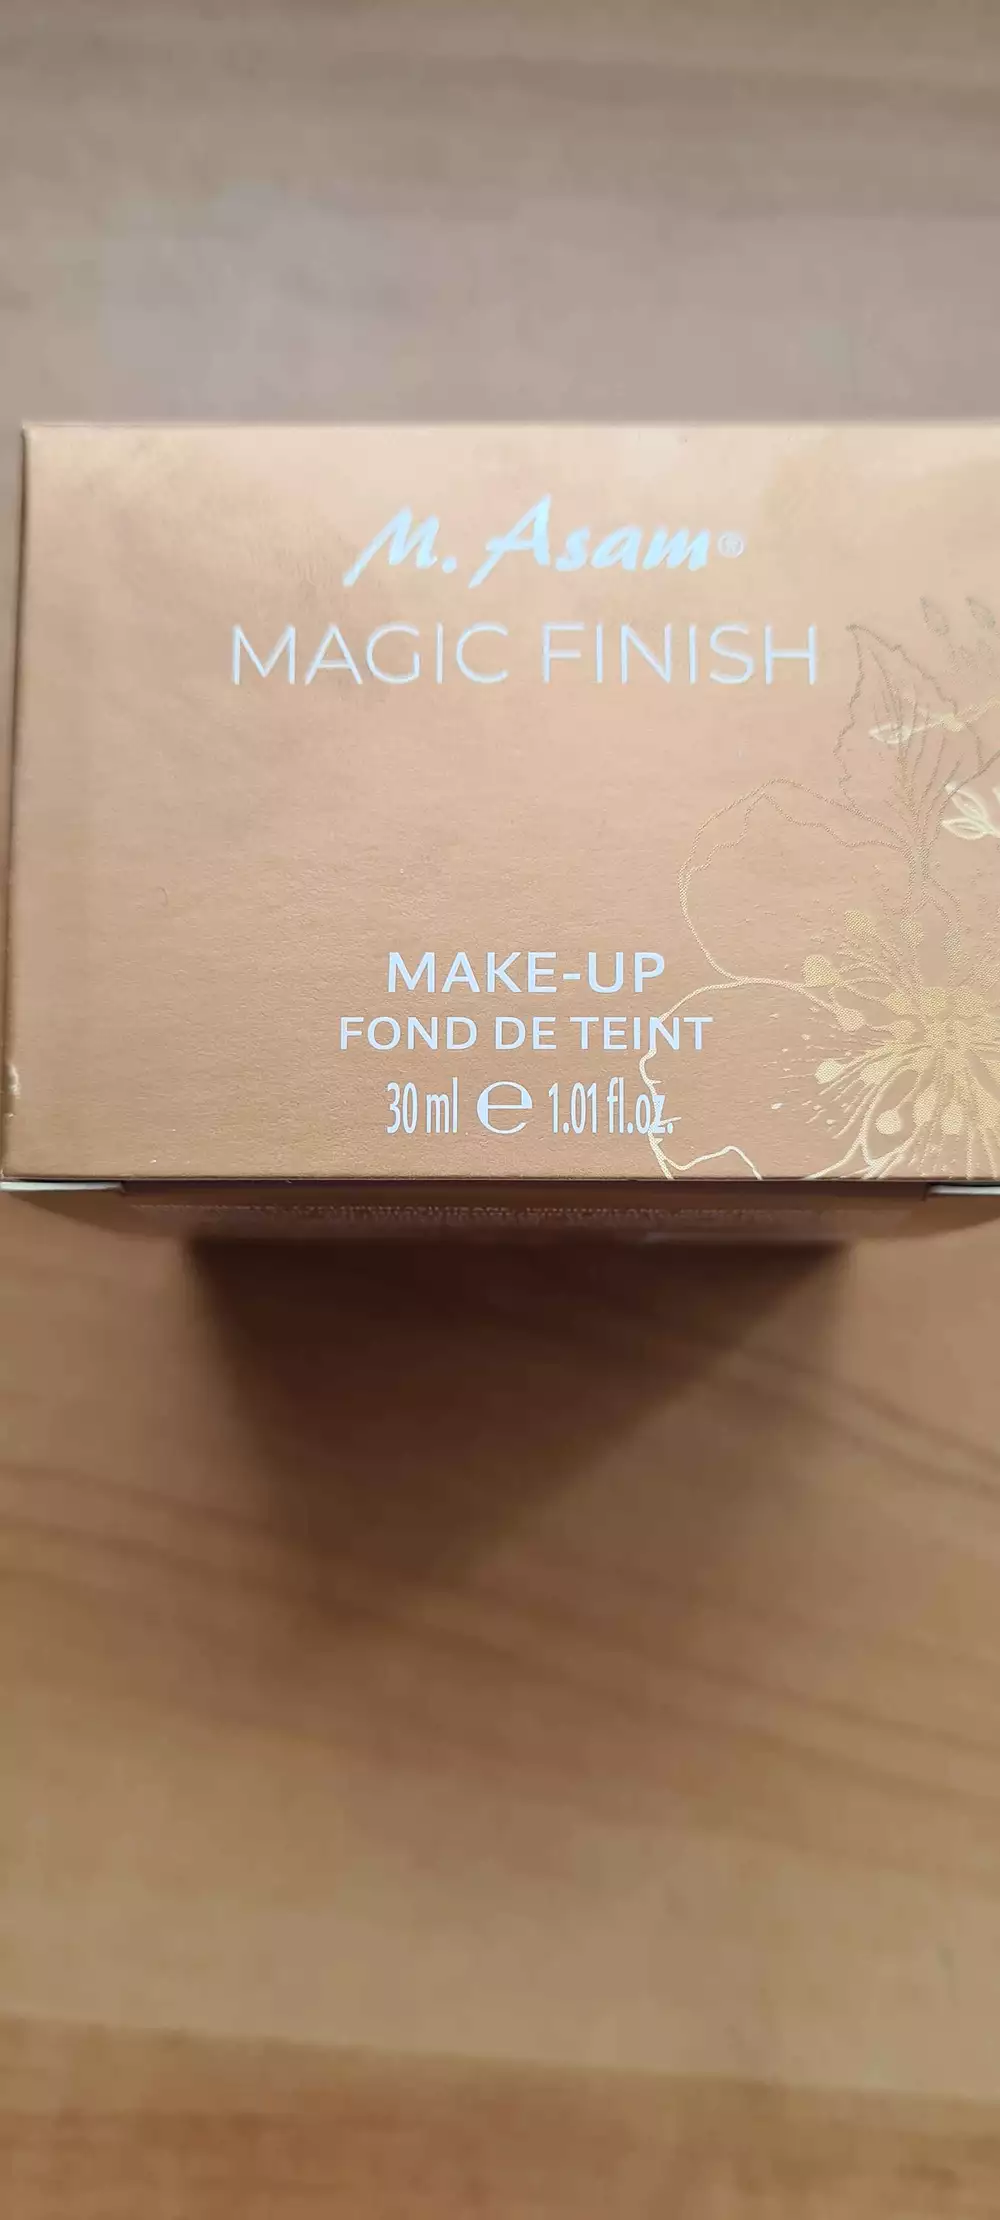 M. Asam®
MAGIC FINISH
MAKE-UP
FOND DE TEINT
30 ml ℮ 1.01 fl.oz.